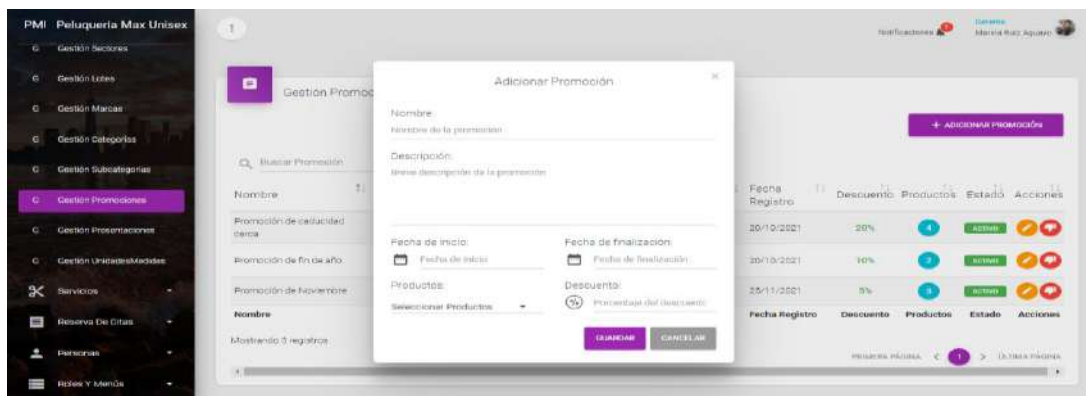 PMI Peluquería Max Unisex
G Gestión Sectores
G Gestión Lotes
G Gestión Marcas
G Gestión Categorías
G Gestión Subcategorías
G Gestión Promociones
G Gestión Presentaciones
G Gestión UnidadesMedidas
Servicios
Reserva De Citas
Personas
Roles Y Menús
1
Notificaciones
Gerente
Marina Ruiz Aguayo
Gestión Promoc
+ ADICIONAR PROMOCIÓN
Buscar Promoción
Nombre
Fecha Registro Descuento Productos Estado Acciones
Promoción de caducidad cerca
20/10/2021 20% 4 ACTIVO
Promoción de fin de año
20/10/2021 10% 2 ACTIVO
Promoción de Noviembre
25/11/2021 5% 5 ACTIVO
Nombre
Fecha Registro Descuento Productos Estado Acciones
Mostrando 3 registros
PRIMERA PÁGINA < 1 > ÚLTIMA PÁGINA
Adicionar Promoción ×
Nombre:
Nombre de la promoción
Descripción:
Breve descripción de la promoción
Fecha de inicio: Fecha de finalización:
Fecha de inicio Fecha de finalización
Productos: Descuento:
Seleccionar Productos Porcentaje del descuento
GUARDAR CANCELAR